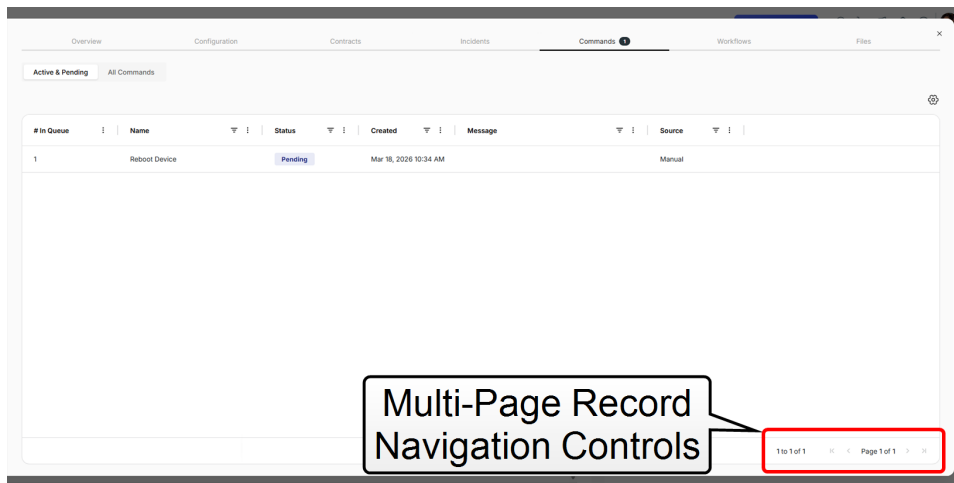 Overview Configuration Contracts Incidents Commands 1 Workflows Files
Active & Pending All Commands
# In Queue Name Status Created Message Source
1 Reboot Device Pending Mar 18, 2026 10:34 AM Manual
Multi-Page Record
Navigation Controls
1 to 1 of 1 Page 1 of 1